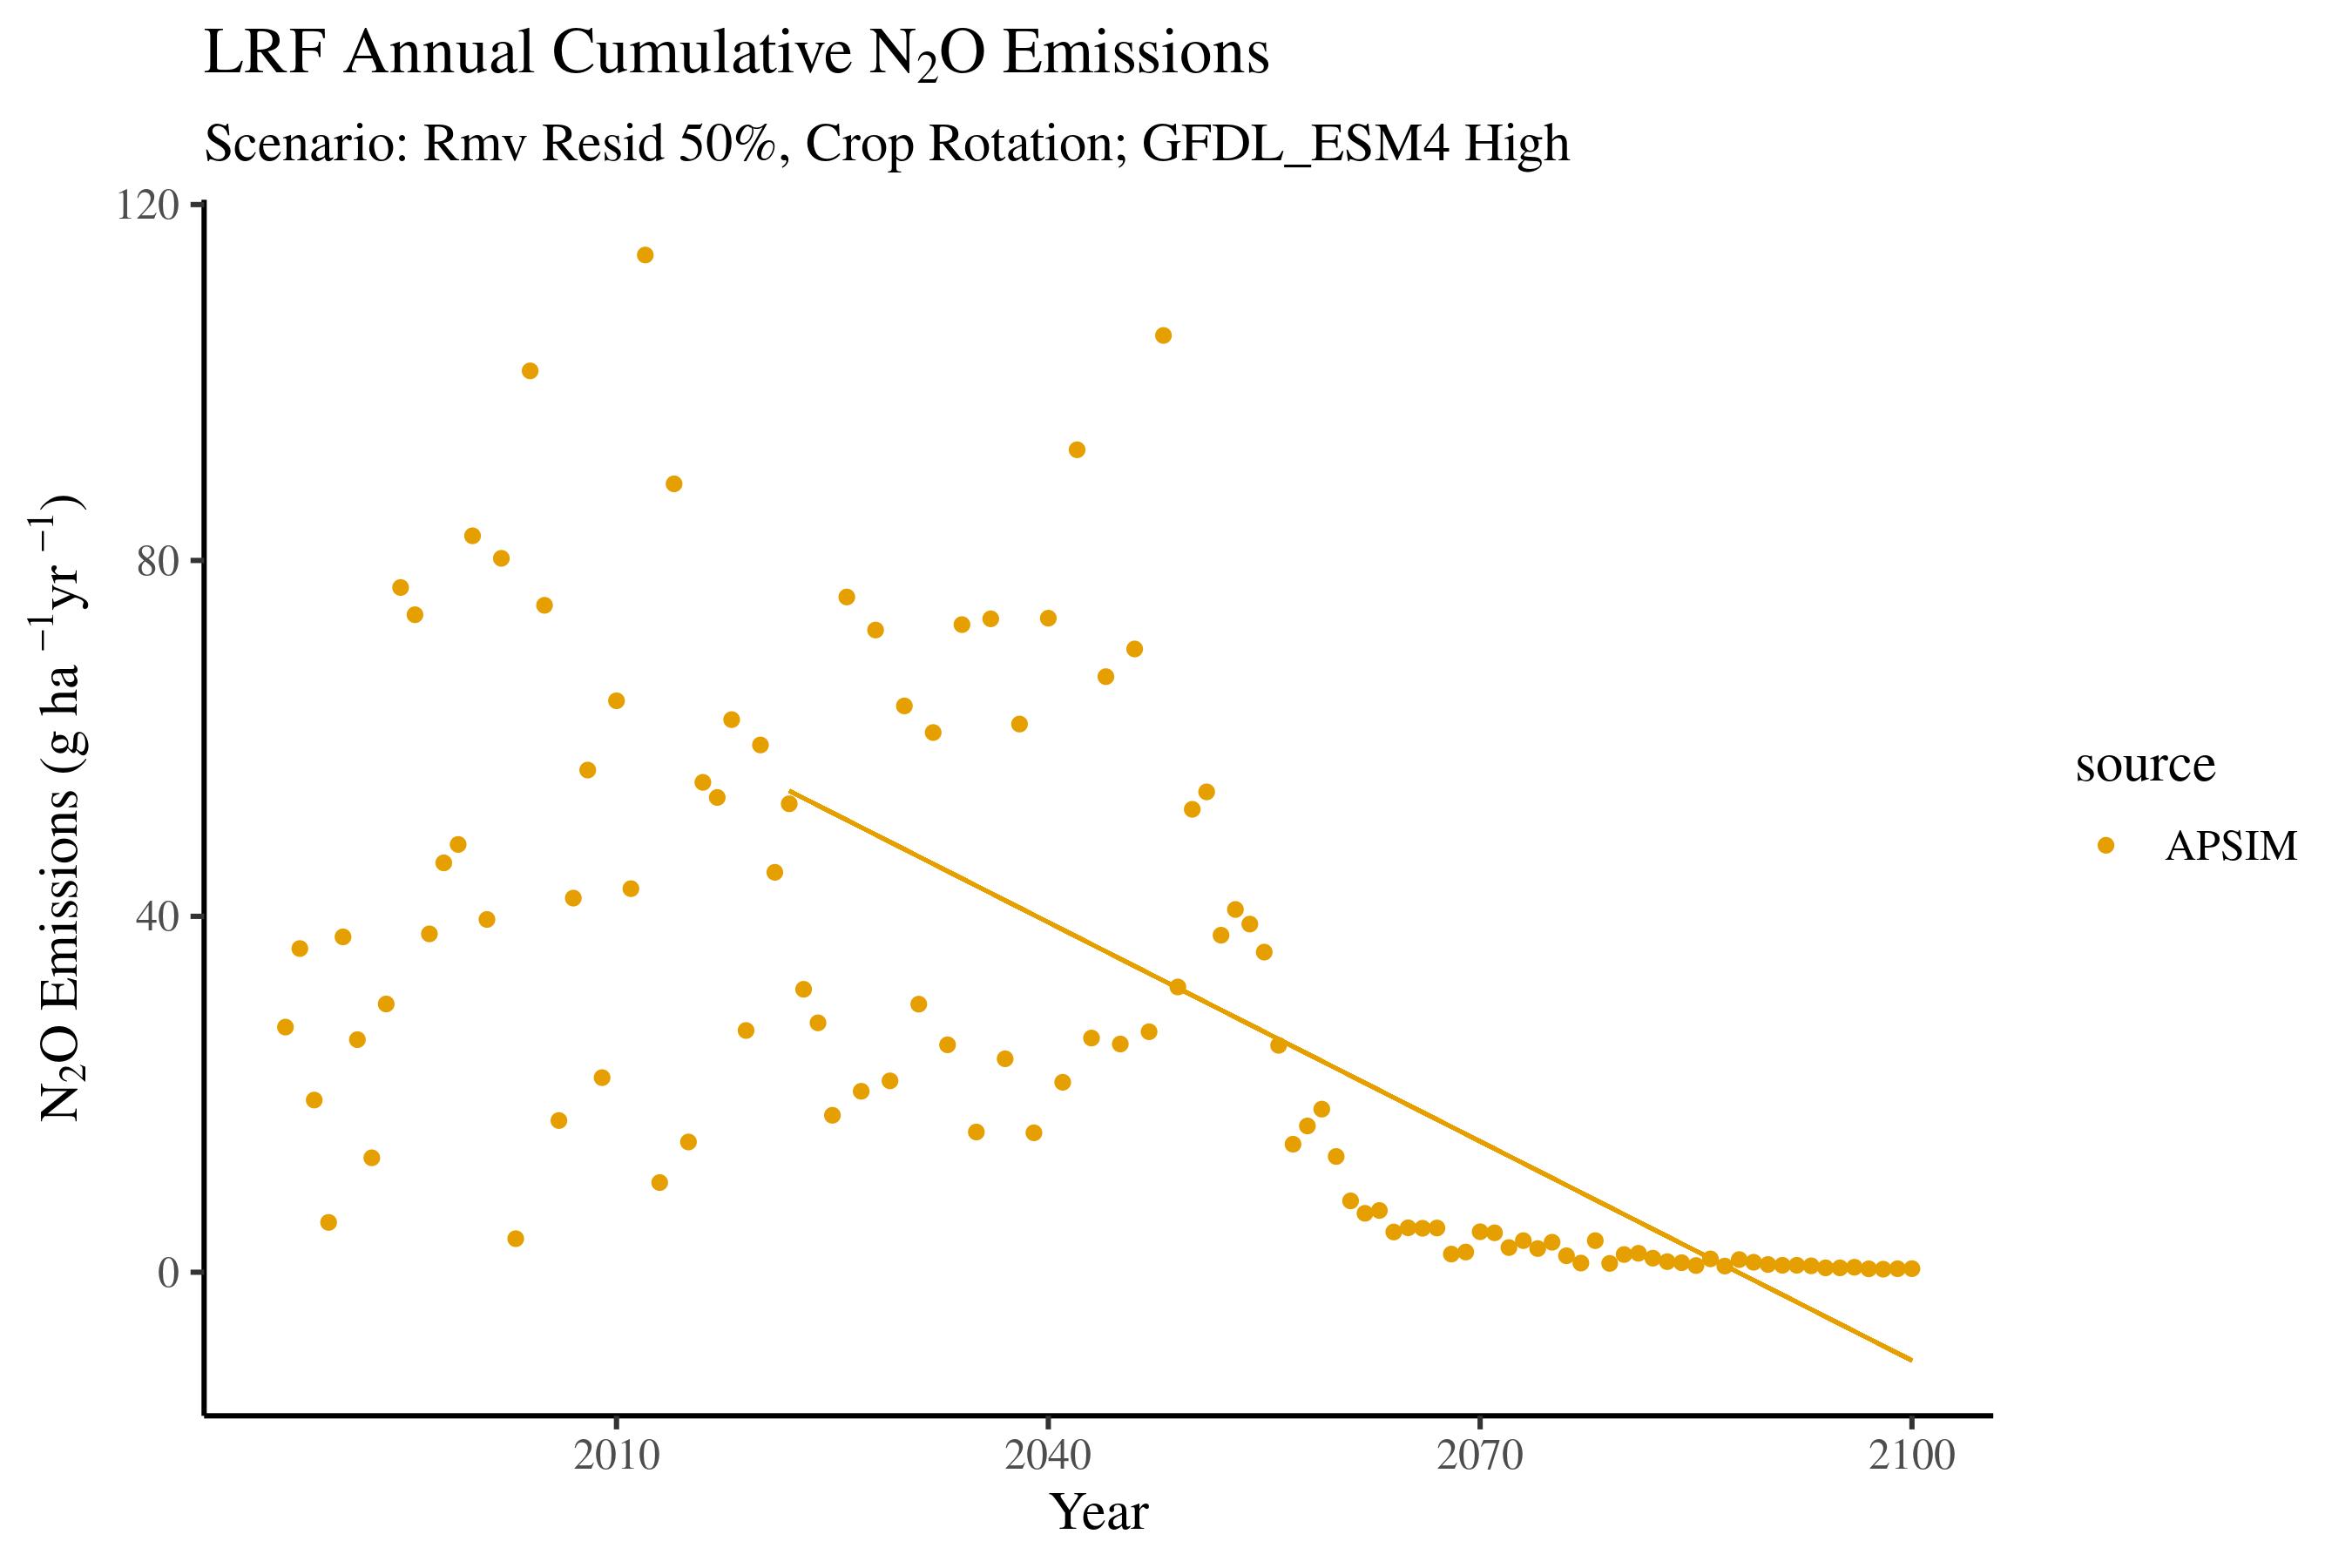 LRF Annual Cumulative N₂O Emissions
Scenario: Rmv Resid 50%, Crop Rotation; GFDL_ESM4 High
120
80
40
0
N₂O Emissions (g ha ⁻¹yr ⁻¹)
2010 2040 2070 2100
Year
source
APSIM